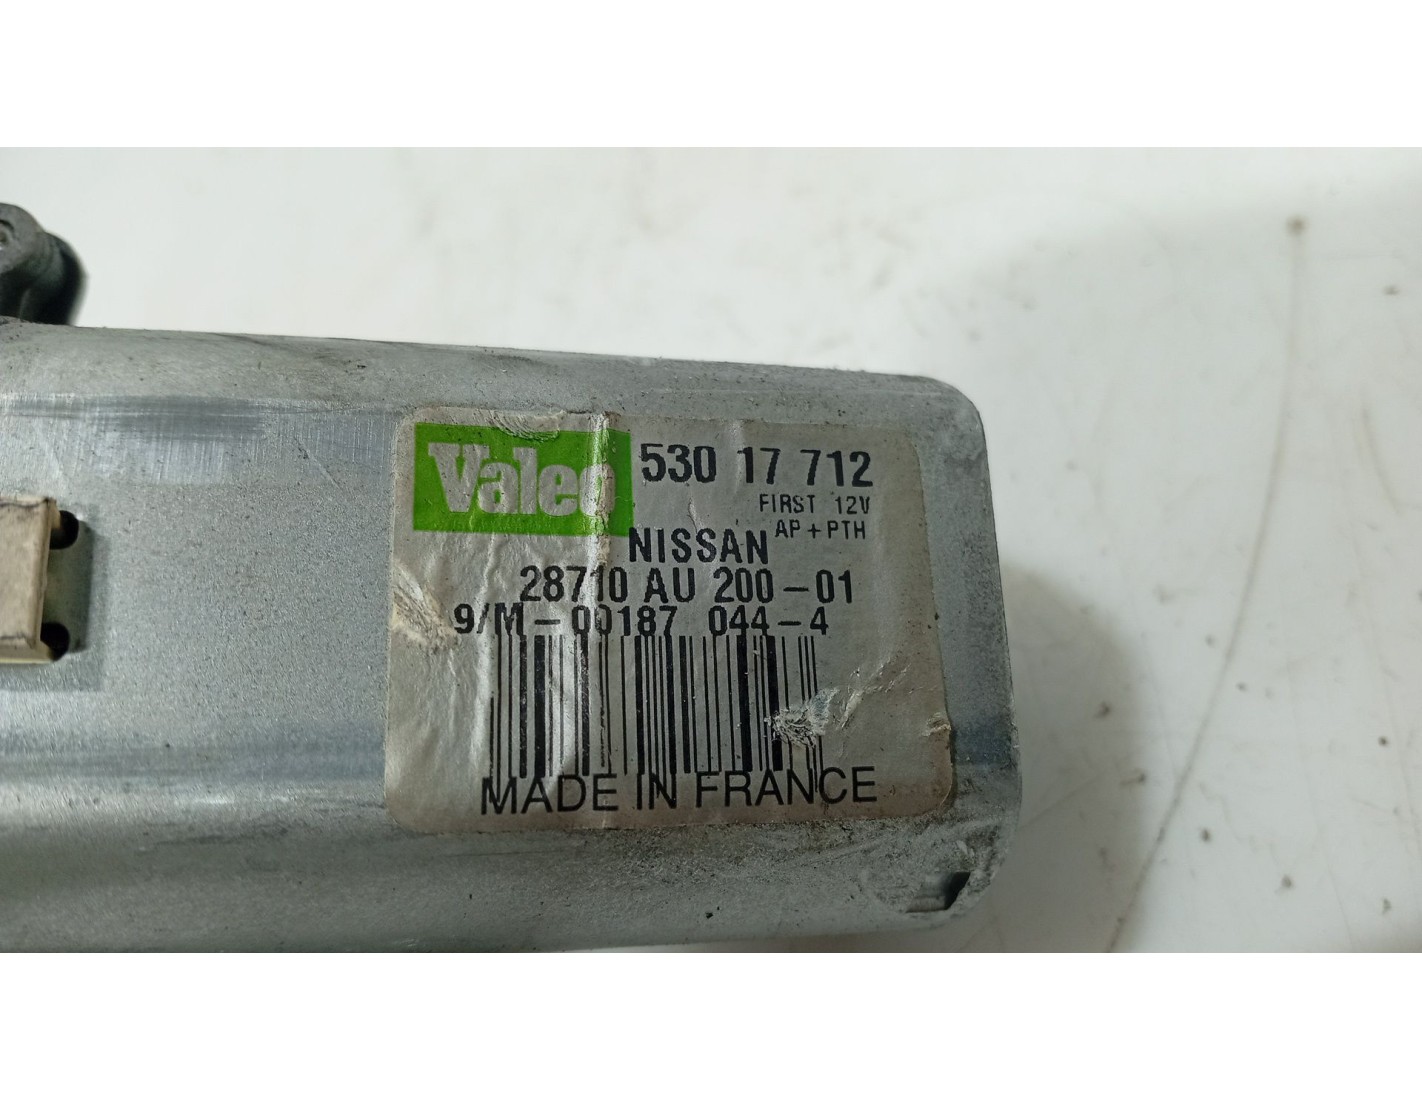 Valeo 530 17 712
FIRST 12V
AP+PTH
NISSAN
28710 AU 200-01
9/M-00187 044-4
MADE IN FRANCE